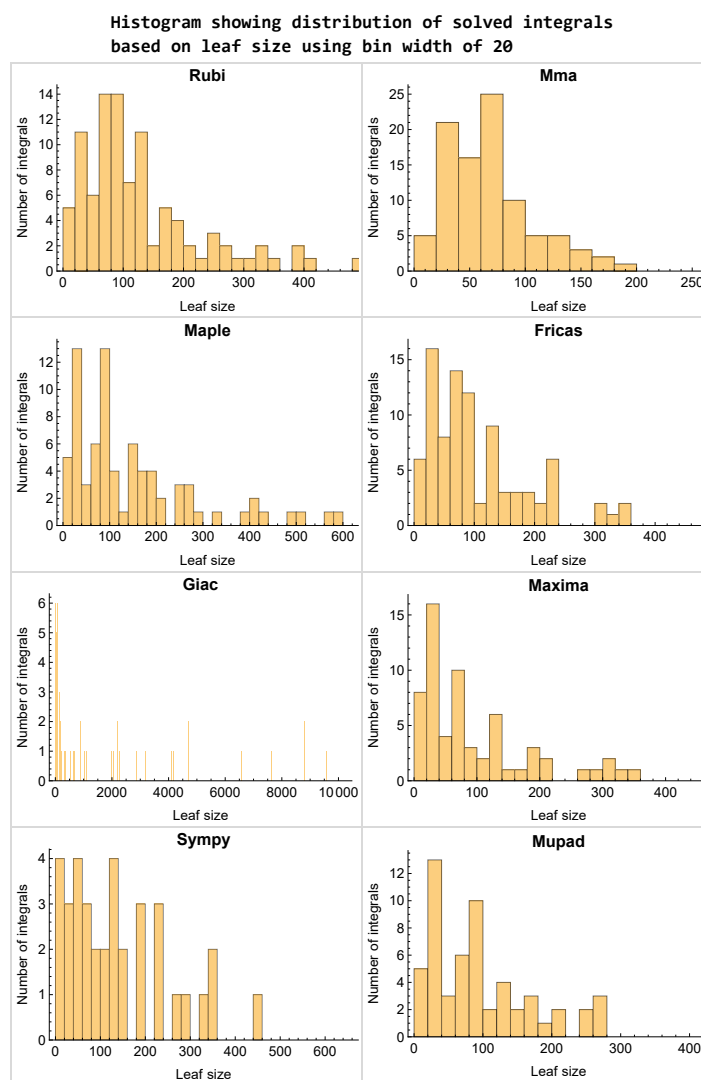 Histogram showing distribution of solved integrals
based on leaf size using bin width of 20
Rubi
Number of integrals
14
12
10
8
6
4
2
0
0 100 200 300 400
Leaf size
Mma
Number of integrals
25
20
15
10
5
0
0 50 100 150 200 250
Leaf size
Maple
Number of integrals
12
10
8
6
4
2
0
0 100 200 300 400 500 600
Leaf size
Fricas
Number of integrals
15
10
5
0
0 100 200 300 400
Leaf size
Giac
Number of integrals
6
5
4
3
2
1
0
0 2000 4000 6000 8000 10000
Leaf size
Maxima
Number of integrals
15
10
5
0
0 100 200 300 400
Leaf size
Sympy
Number of integrals
4
3
2
1
0
0 100 200 300 400 500 600
Leaf size
Mupad
Number of integrals
12
10
8
6
4
2
0
0 100 200 300 400
Leaf size